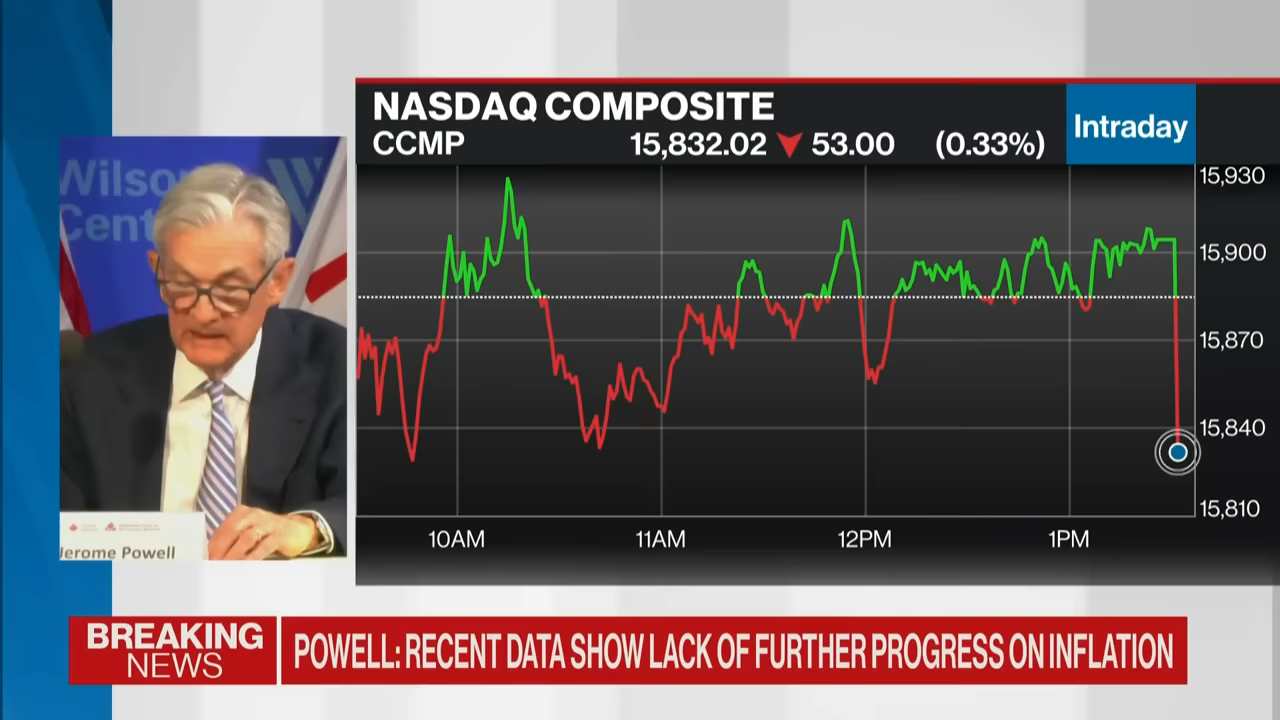 NASDAQ COMPOSITE
CCMP 15,832.02 53.00 (0.33%)
Intraday
15,930
15,900
15,870
15,840
15,810
10AM 11AM 12PM 1PM
Wilso
Cent
Jerome Powell
BREAKING
NEWS
POWELL: RECENT DATA SHOW LACK OF FURTHER PROGRESS ON INFLATION